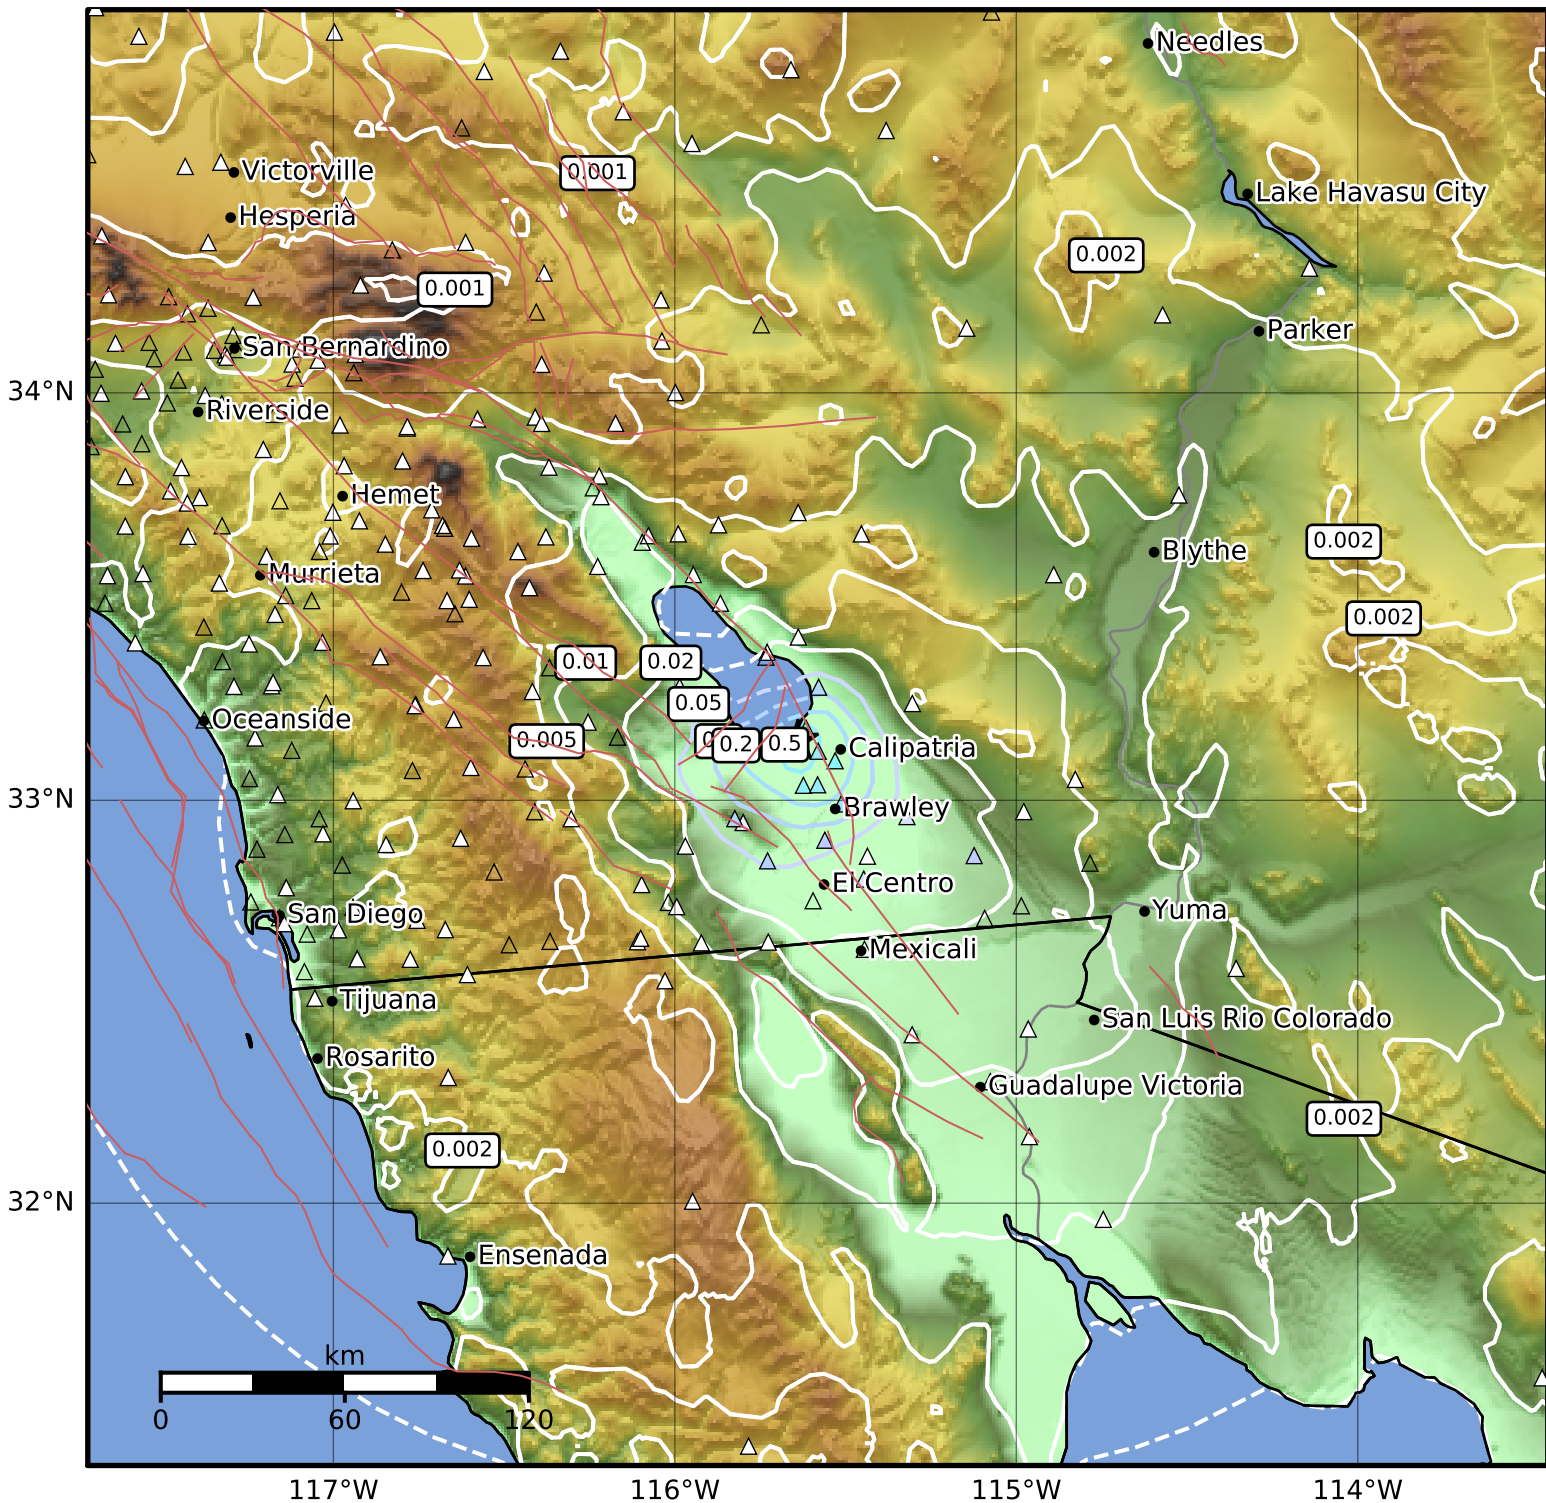 Needles
Victorville
0.001
Lake Havasu City
Hesperia
0.002
0.001
Parker
San Bernardino
34°N
Riverside
Hemet
0.002
Blythe
Murrieta
0.002
0.01
0.02
0.05
Oceanside
0.005
0.2
0.5
Calipatria
33°N
Brawley
El Centro
San Diego
Yuma
Mexicali
Tijuana
San Luis Rio Colorado
Rosarito
Guadalupe Victoria
0.002
0.002
32°N
Ensenada
km
0 60 120
117°W 116°W 115°W 114°W